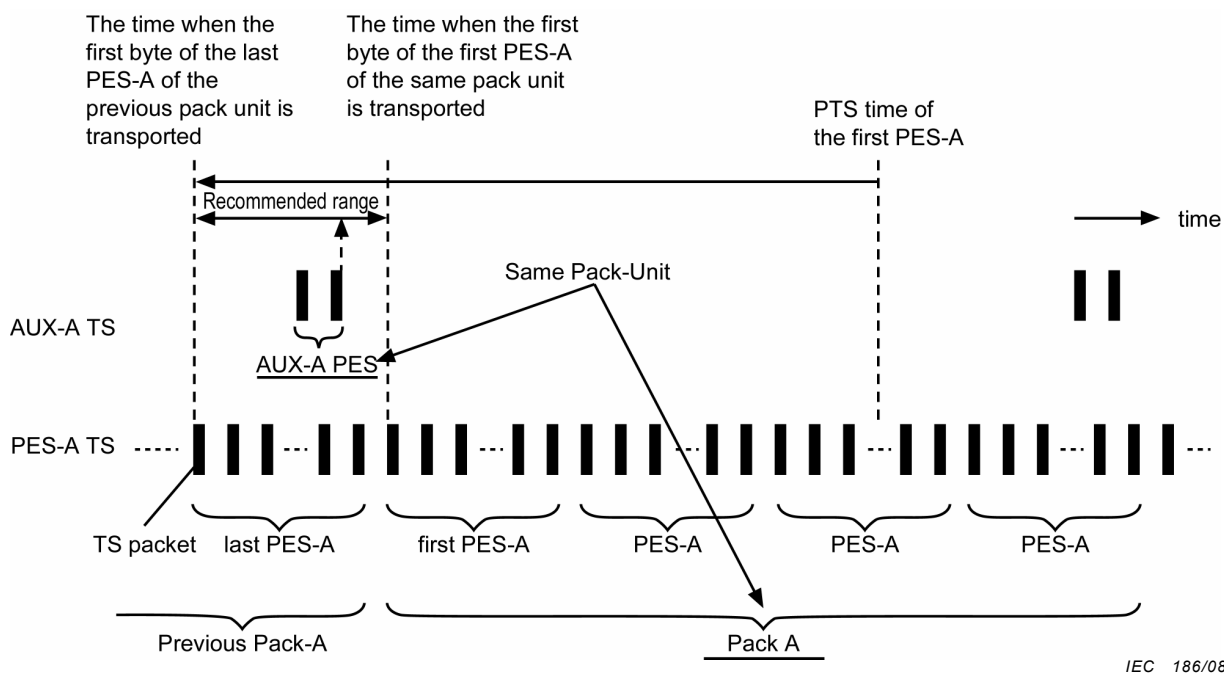 The time when the
first byte of the last
PES-A of the
previous pack unit is
transported
The time when the first
byte of the first PES-A
of the same pack unit
is transported
PTS time of
the first PES-A
Recommended range
time
Same Pack-Unit
AUX-A TS
AUX-A PES
PES-A TS
TS packet
last PES-A
first PES-A
PES-A
PES-A
PES-A
Previous Pack-A
Pack A
IEC 186/08